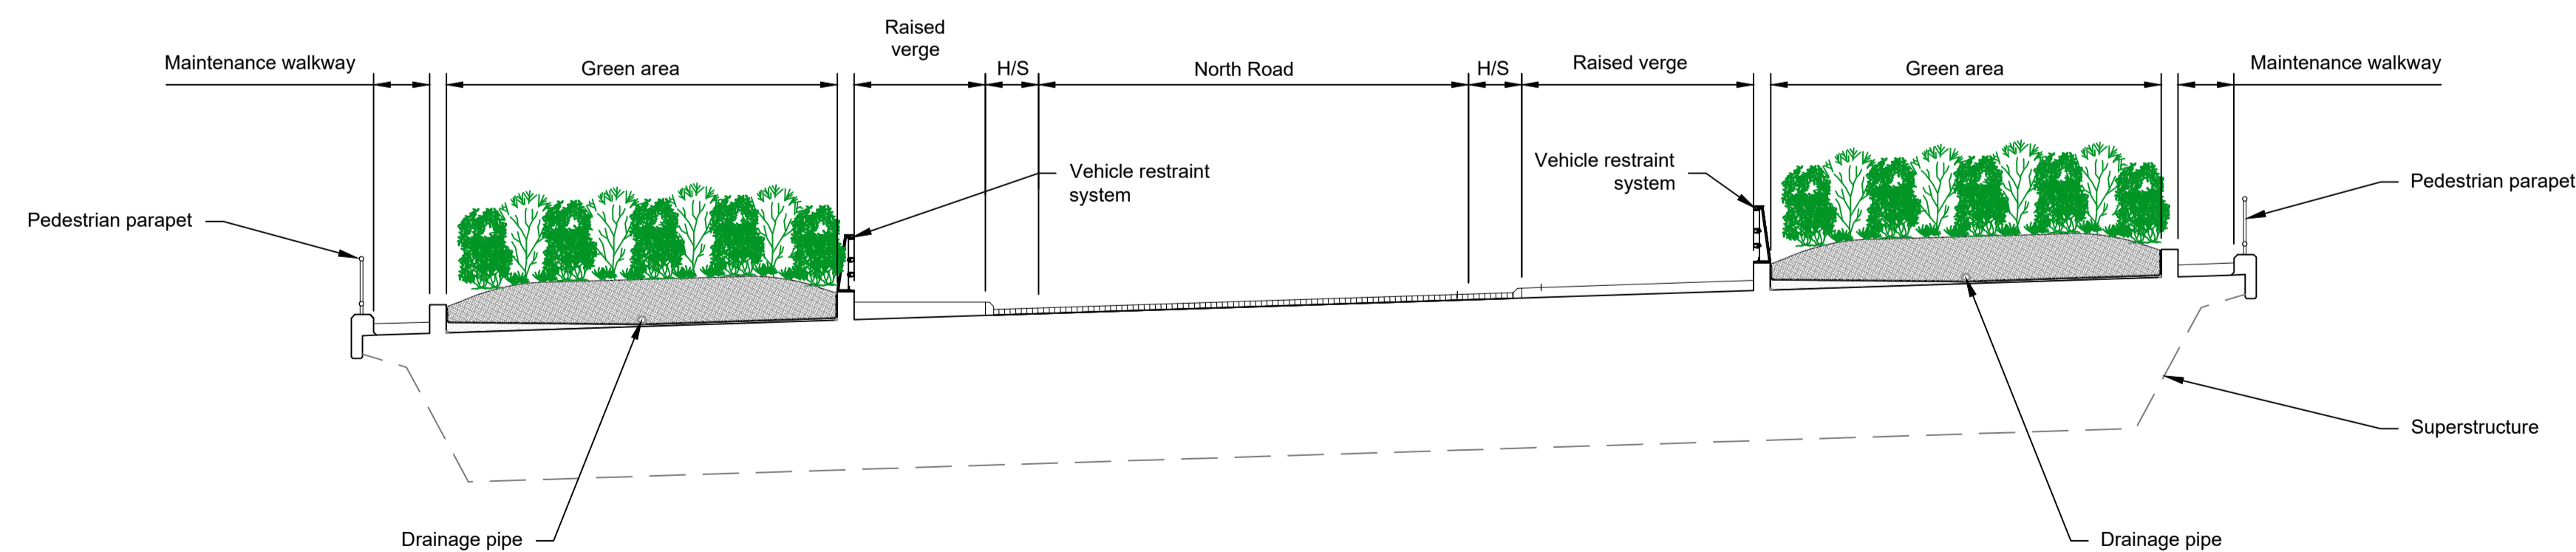 Raised
verge
Maintenance walkway
Green area
H/S
North Road
H/S
Raised verge
Green area
Maintenance walkway
Vehicle restraint
system
Vehicle restraint
system
Pedestrian parapet
Pedestrian parapet
Superstructure
Drainage pipe
Drainage pipe